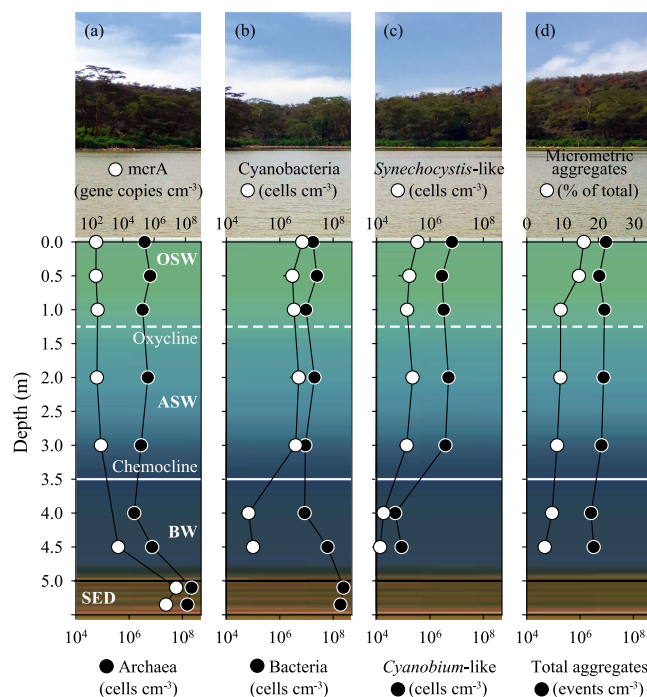 (a) (b) (c) (d)
mcrA
(gene copies cm⁻³)
Cyanobacteria
(cells cm⁻³)
Synechocystis-like
(cells cm⁻³)
Micrometric
aggregates
(% of total)
10² 10⁴ 10⁶ 10⁸
10⁴ 10⁶ 10⁸
10⁴ 10⁶ 10⁸
0 10 20 30
Depth (m)
0.0
0.5
1.0
1.5
2.0
2.5
3.0
3.5
4.0
4.5
5.0
OSW
Oxycline
ASW
Chemocline
BW
SED
10⁴ 10⁶ 10⁸
10⁴ 10⁶ 10⁸
10⁴ 10⁶ 10⁸
10⁴ 10⁶ 10⁸
Archaea
(cells cm⁻³)
Bacteria
(cells cm⁻³)
Cyanobium-like
(cells cm⁻³)
Total aggregates
(events cm⁻³)